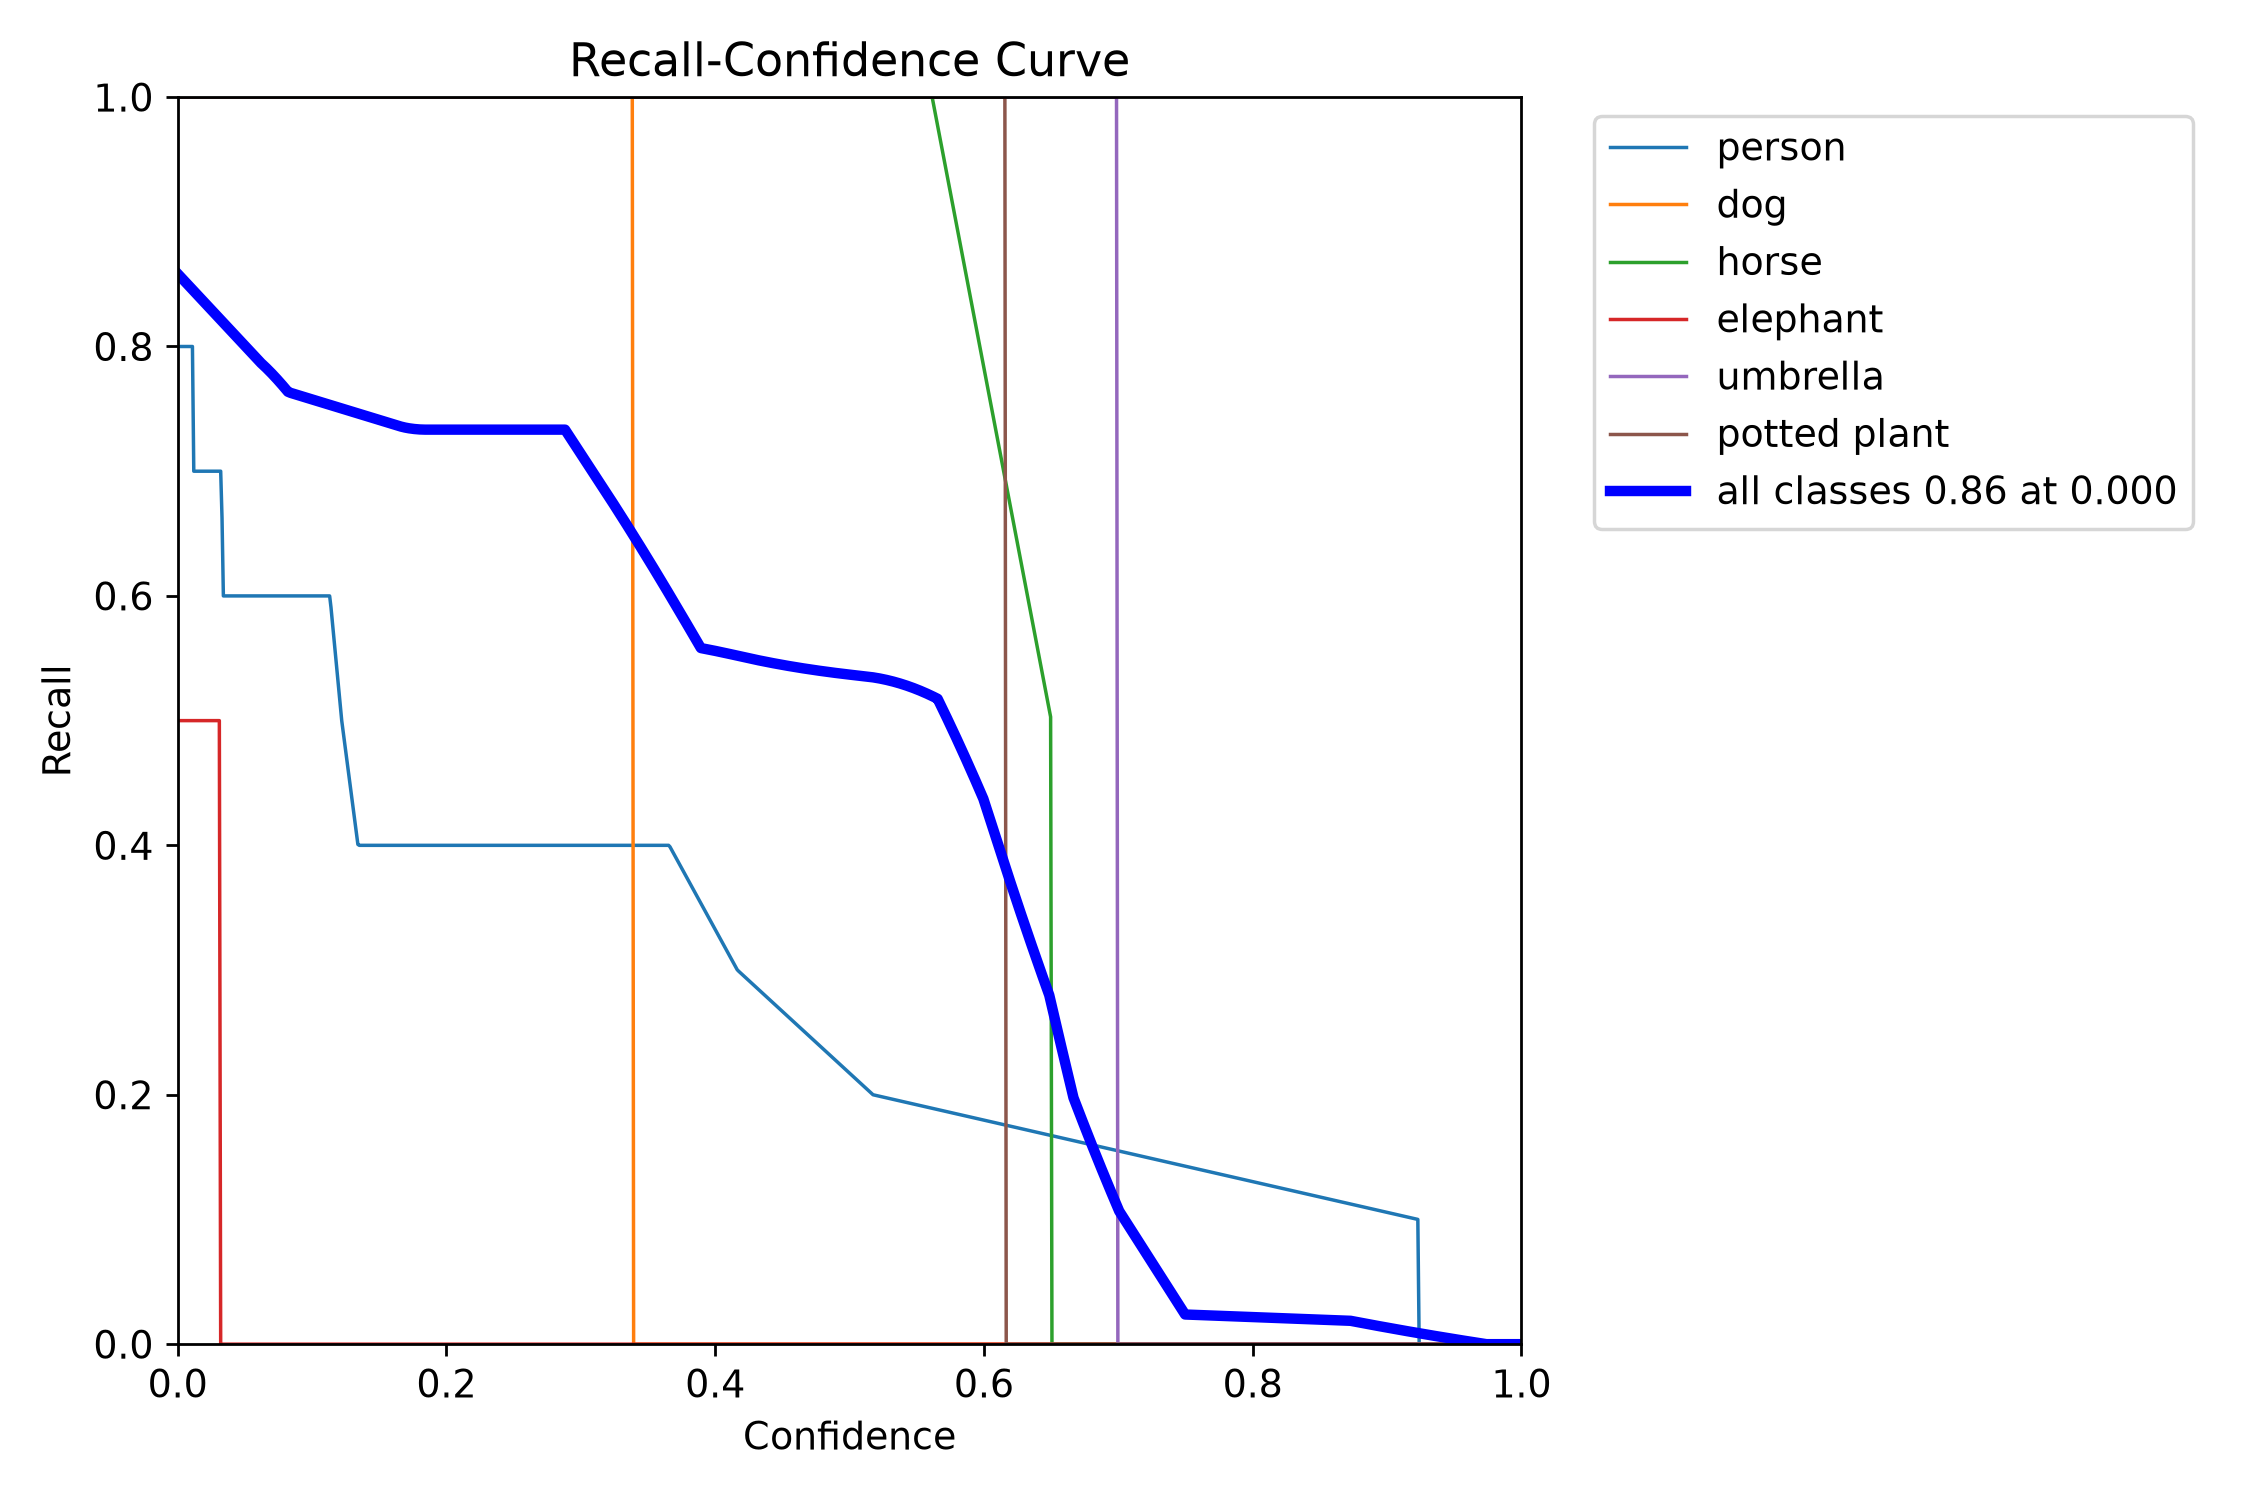 Recall-Confidence Curve
1.0
0.8
0.6
0.4
0.2
0.0
Recall
0.0 0.2 0.4 0.6 0.8 1.0
Confidence
person
dog
horse
elephant
umbrella
potted plant
all classes 0.86 at 0.000